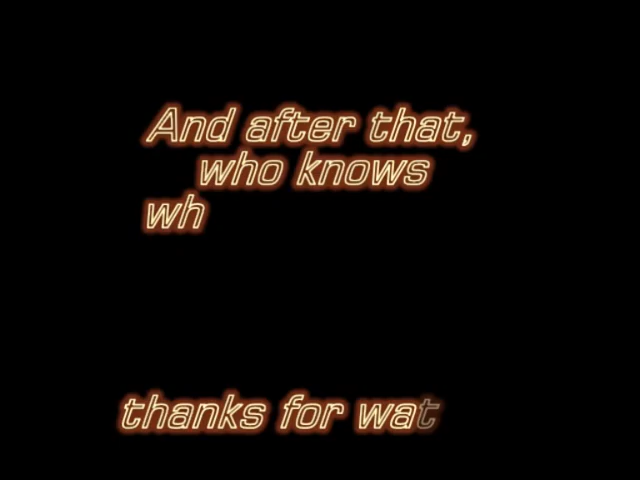 And after that,
who knows
wh
thanks for wat